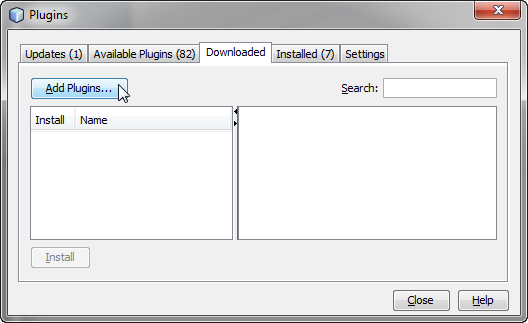 Plugins
Updates (1) Available Plugins (82) Downloaded Installed (7) Settings
Add Plugins... Search:
Install Name
Install
Close Help